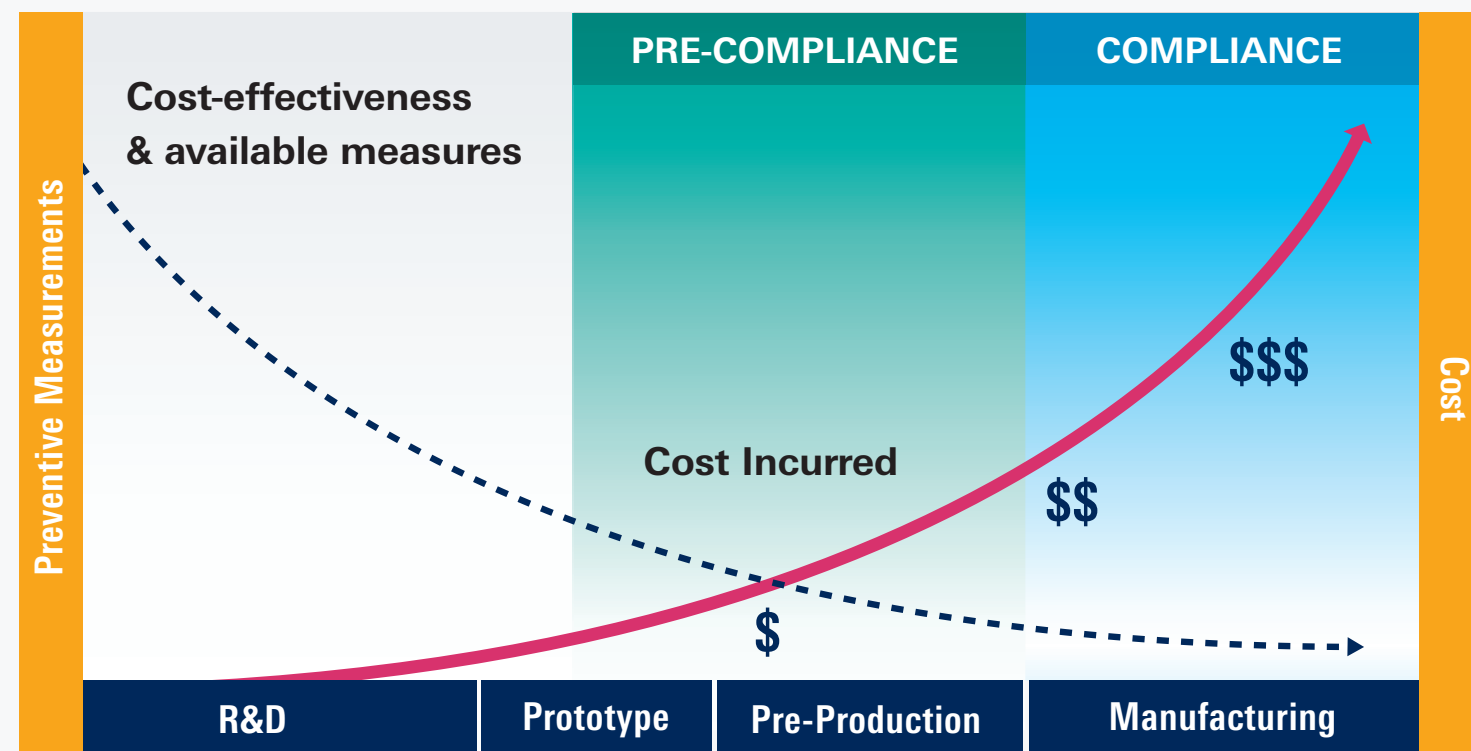 PRE-COMPLIANCE
COMPLIANCE
Cost-effectiveness
& available measures
Preventive Measurements
Cost
Cost Incurred
$$$
$$
$
R&D
Prototype
Pre-Production
Manufacturing